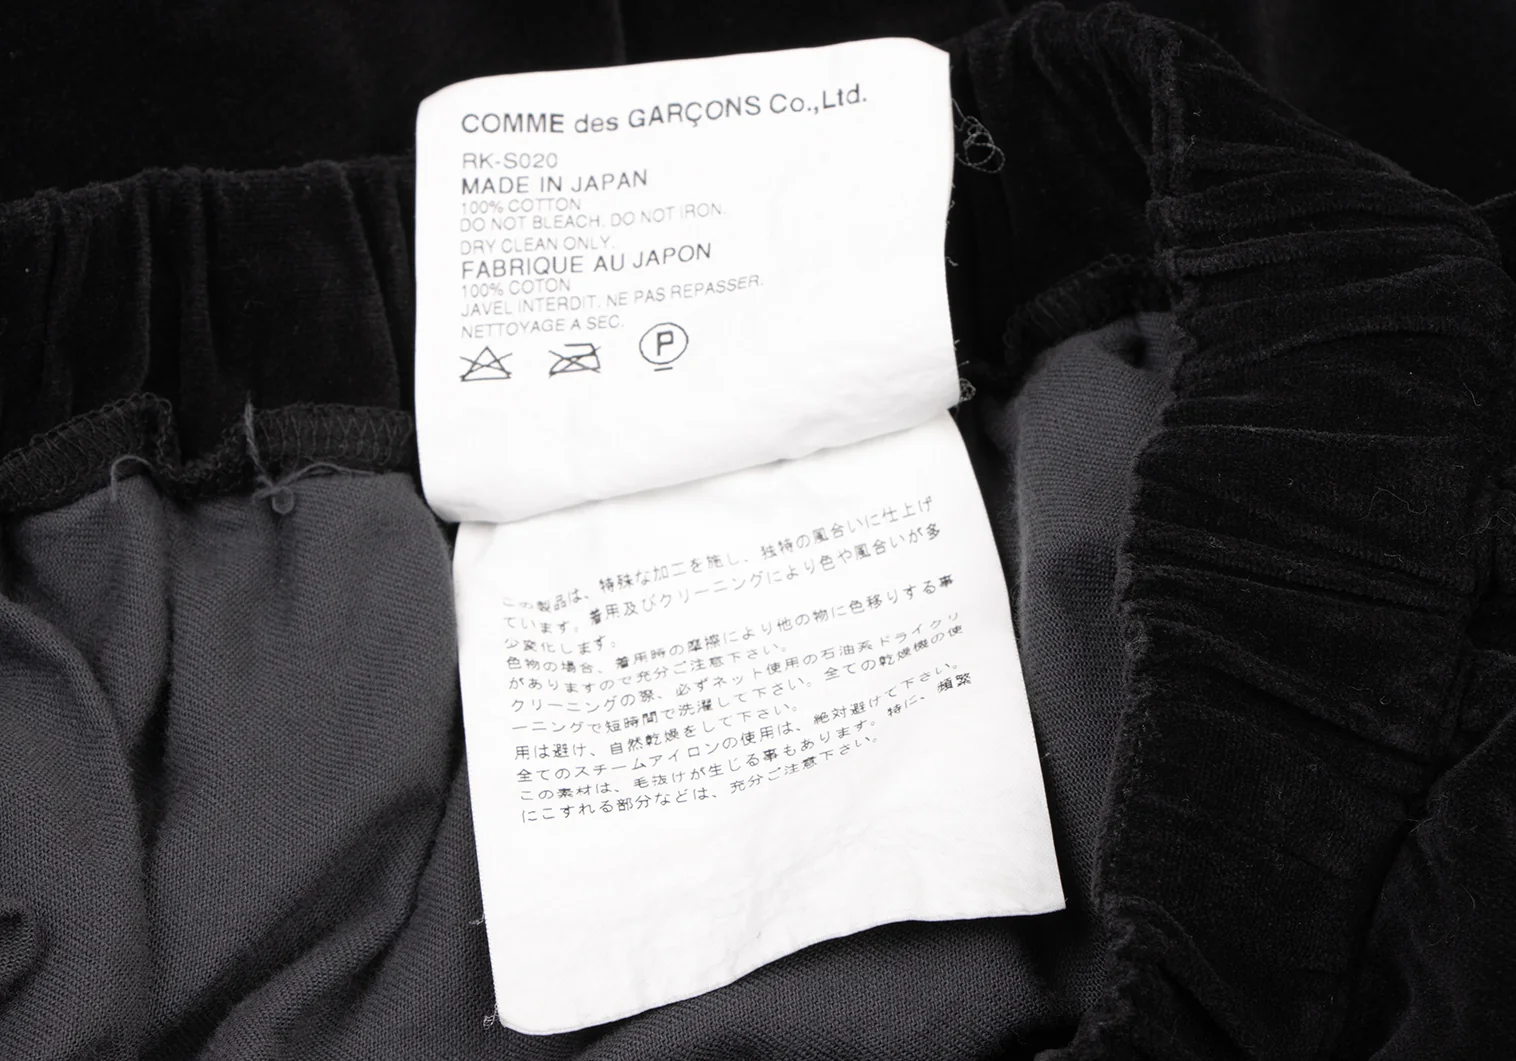 COMME des GARÇONS Co.,Ltd.
RK-S020
MADE IN JAPAN
100% COTTON
DO NOT BLEACH. DO NOT IRON.
DRY CLEAN ONLY.
FABRIQUE AU JAPON
100% COTON
JAVEL INTERDIT. NE PAS REPASSER.
NETTOYAGE A SEC.
P
この製品は、特殊な加工を施し、独特の風合いに仕上げ
ています。着用及びクリーニングにより色や風合いが多
少変化します。
色物の場合、着用時の摩擦により他の物に色移りする事
がありますので充分ご注意下さい。
クリーニングの際、必ずネット使用の石油系ドライクリ
ーニングで短時間で洗濯して下さい。全ての乾燥機の使
用は避け、自然乾燥をして下さい。
全てのスチームアイロンの使用は、絶対避けて下さい。
この素材は、毛抜けが生じる事もあります。特に、頻繁
にこすれる部分などは、充分ご注意下さい。